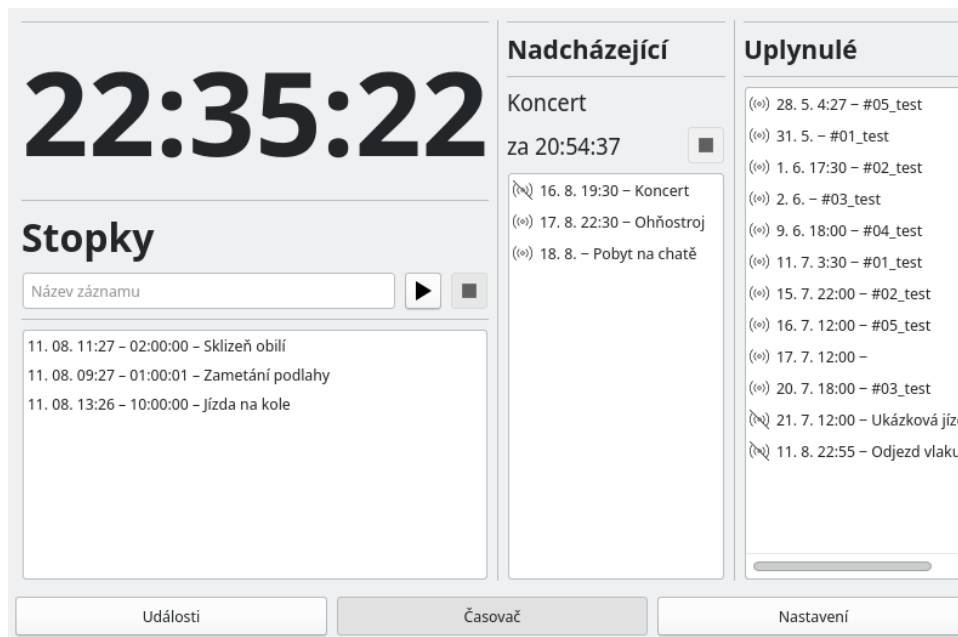 22:35:22
Stopky
Název záznamu
11. 08. 11:27 – 02:00:00 – Sklizeň obilí
11. 08. 09:27 – 01:00:01 – Zametání podlahy
11. 08. 13:26 – 10:00:00 – Jízda na kole
Nadcházející
Koncert
za 20:54:37
16. 8. 19:30 – Koncert
17. 8. 22:30 – Ohňostroj
18. 8. – Pobyt na chatě
Uplynulé
28. 5. 4:27 – #05_test
31. 5. – #01_test
1. 6. 17:30 – #02_test
2. 6. – #03_test
9. 6. 18:00 – #04_test
11. 7. 3:30 – #01_test
15. 7. 22:00 – #02_test
16. 7. 12:00 – #05_test
17. 7. 12:00 –
20. 7. 18:00 – #03_test
21. 7. 12:00 – Ukázková
11. 8. 22:55 – Odjezd vlaku
Události
Časovač
Nastavení